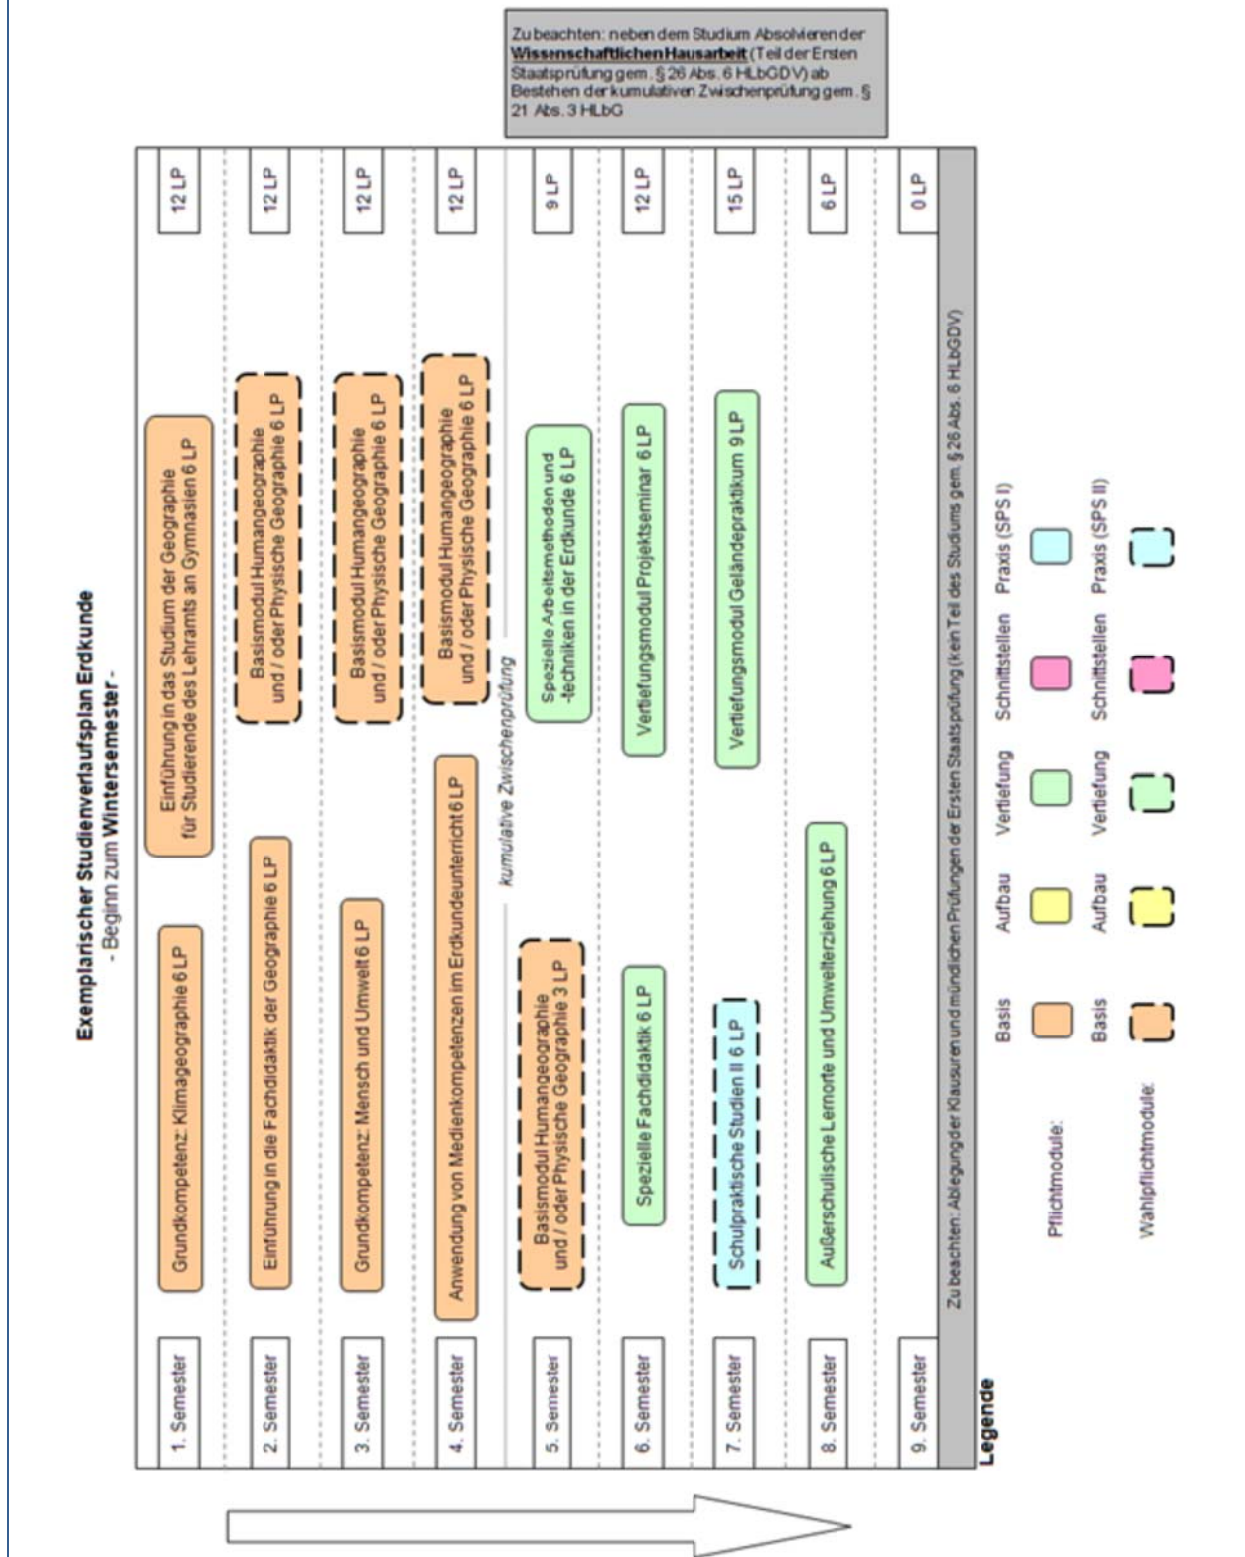 Exemplarischer Studienverlaufsplan Erdkunde
- Beginn zum Wintersemester -
1. Semester
Grundkompetenz: Klimageographie 6 LP
Einführung in das Studium der Geographie
für Studierende des Lehramts an Gymnasien 6 LP
12 LP
2. Semester
Einführung in die Fachdidaktik der Geographie 6 LP
Basismodul Humangeographie
und / oder Physische Geographie 6 LP
12 LP
3. Semester
Grundkompetenz: Mensch und Umwelt 6 LP
Basismodul Humangeographie
und / oder Physische Geographie 6 LP
12 LP
4. Semester
Anwendung von Medienkompetenzen im Erdkundeunterricht 6 LP
Basismodul Humangeographie
und / oder Physische Geographie 6 LP
12 LP
kumulative Zwischenprüfung
5. Semester
Basismodul Humangeographie
und / oder Physische Geographie 3 LP
Spezielle Arbeitsmethoden und
-techniken in der Erdkunde 6 LP
9 LP
Zu beachten: neben dem Studium Absolvieren der
Wissenschaftlichen Hausarbeit (Teil der Ersten
Staatsprüfung gem. § 26 Abs. 6 HLbGDV) ab
Bestehen der kumulativen Zwischenprüfung gem. §
21 Abs. 3 HLbG
6. Semester
Spezielle Fachdidaktik 6 LP
Vertiefungsmodul Projektseminar 6 LP
12 LP
7. Semester
Schulpraktische Studien II 6 LP
Vertiefungsmodul Geländepraktikum 9 LP
15 LP
8. Semester
Außerschulische Lernorte und Umwelterziehung 6 LP
6 LP
9. Semester
0 LP
Zu beachten: Ablegung der Klausuren und mündlichen Prüfungen der Ersten Staatsprüfung (kein Teil des Studiums gem. § 26 Abs. 6 HLbGDV)
Legende
Basis Aufbau Vertiefung Schnittstellen Praxis (SPS I)
Pflichtmodule:
Basis Aufbau Vertiefung Schnittstellen Praxis (SPS II)
Wahlpflichtmodule: